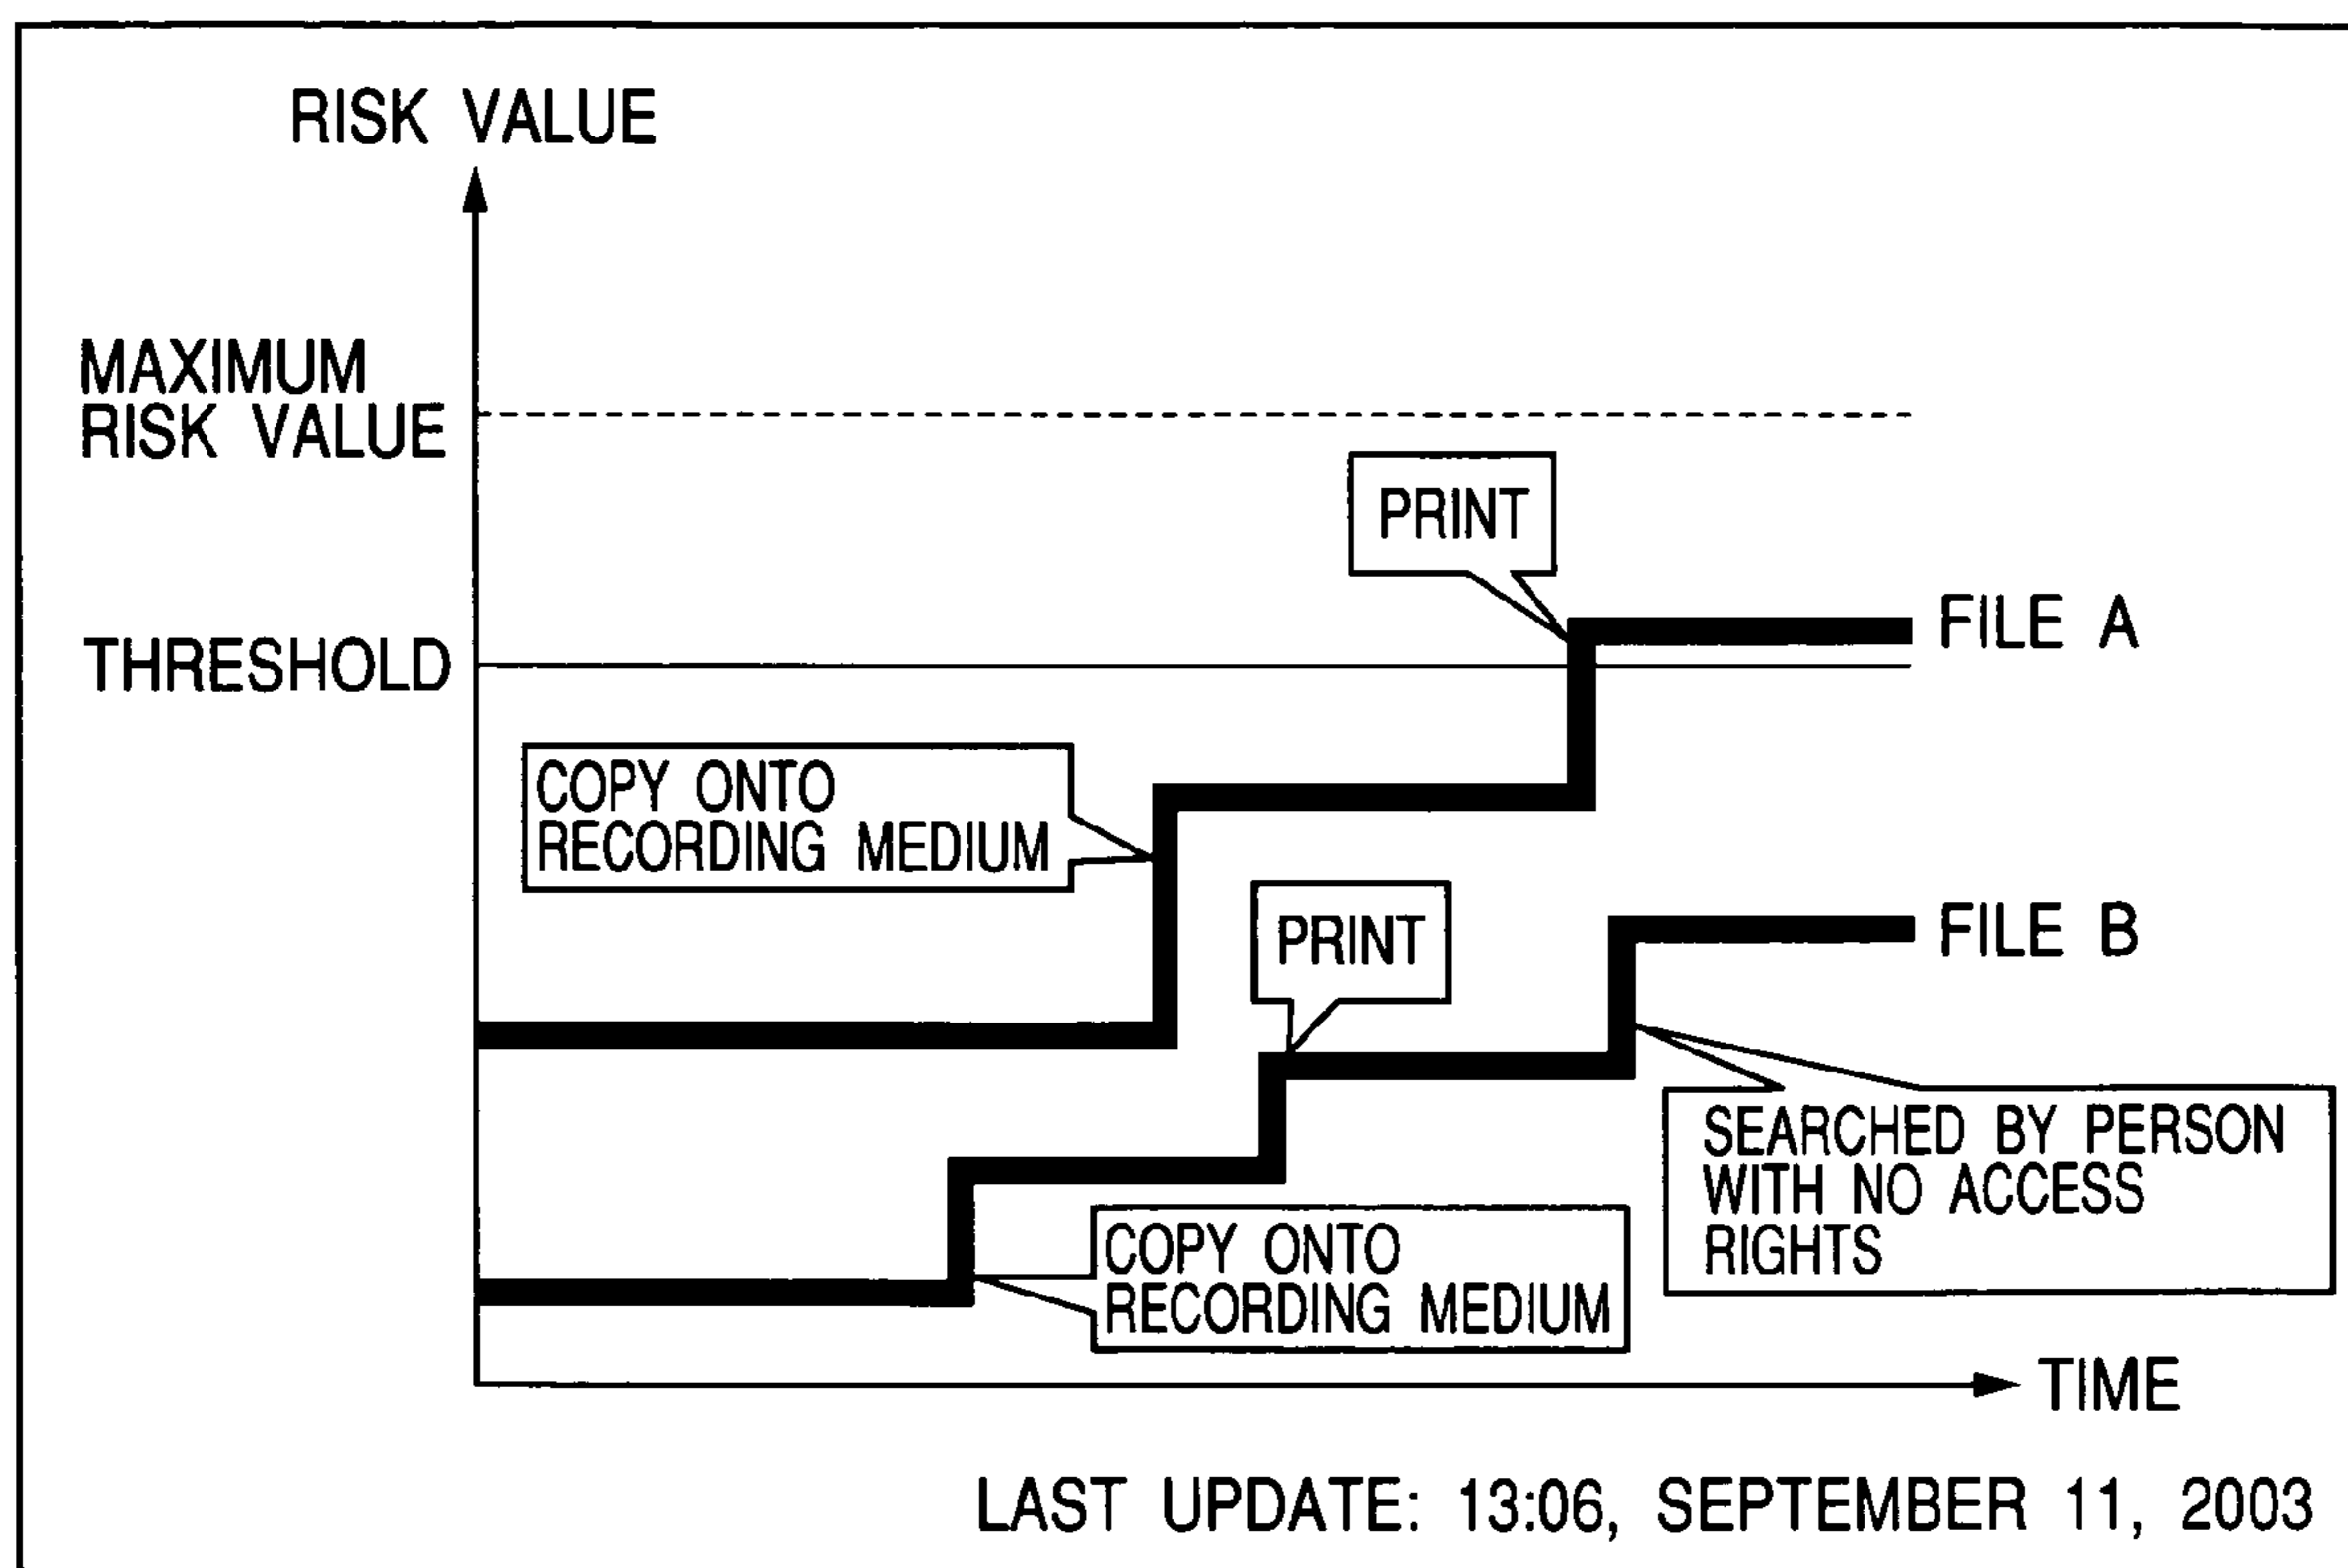 RISK VALUE
MAXIMUM
RISK VALUE
PRINT
FILE A
THRESHOLD
COPY ONTO
RECORDING MEDIUM
PRINT
FILE B
SEARCHED BY PERSON
WITH NO ACCESS
RIGHTS
COPY ONTO
RECORDING MEDIUM
TIME
LAST UPDATE: 13:06, SEPTEMBER 11, 2003